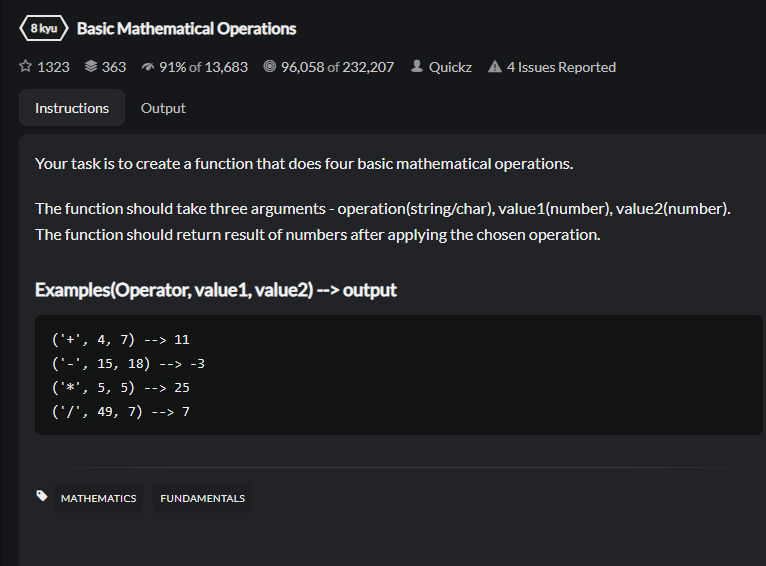 8 kyu Basic Mathematical Operations
1323 363 91% of 13,683 96,058 of 232,207 Quickz 4 Issues Reported
Instructions Output
Your task is to create a function that does four basic mathematical operations.
The function should take three arguments - operation(string/char), value1(number), value2(number).
The function should return result of numbers after applying the chosen operation.
Examples(Operator, value1, value2) --> output
('+', 4, 7) --> 11
('-', 15, 18) --> -3
('*', 5, 5) --> 25
('/', 49, 7) --> 7
MATHEMATICS FUNDAMENTALS